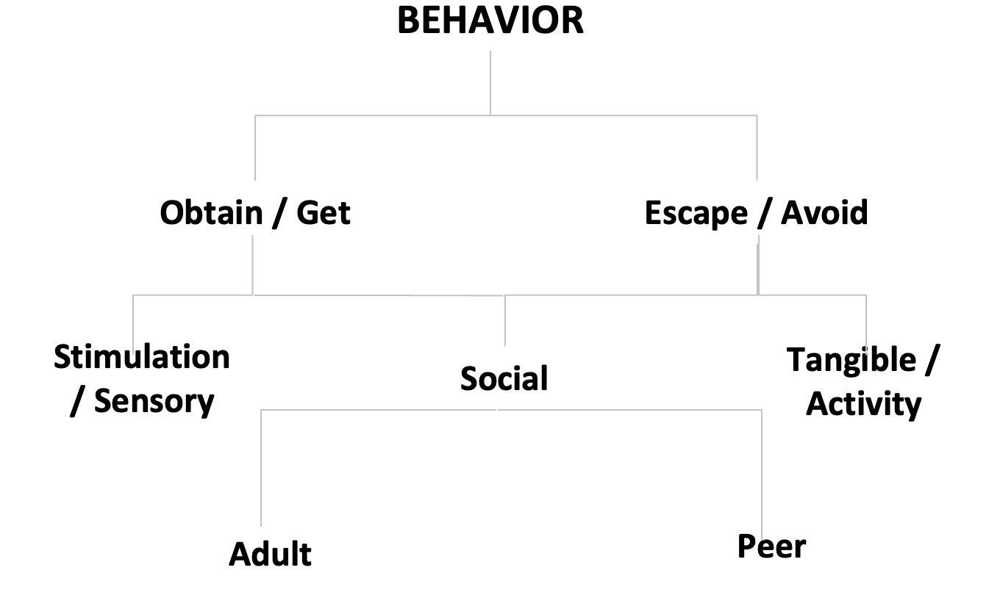 BEHAVIOR
Obtain / Get
Escape / Avoid
Stimulation
/ Sensory
Social
Tangible /
Activity
Adult
Peer